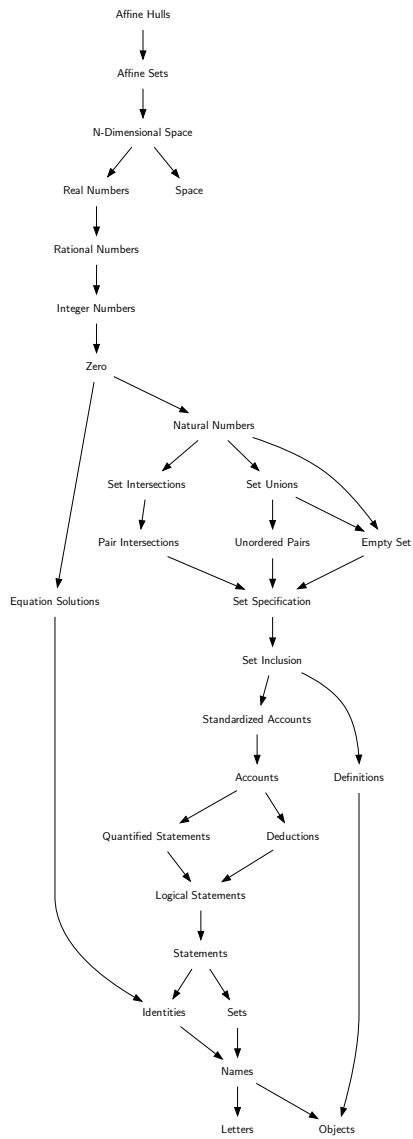 Affine Hulls
Affine Sets
N-Dimensional Space
Real Numbers
Space
Rational Numbers
Integer Numbers
Zero
Natural Numbers
Set Intersections
Set Unions
Pair Intersections
Unordered Pairs
Empty Set
Equation Solutions
Set Specification
Set Inclusion
Standardized Accounts
Accounts
Definitions
Quantified Statements
Deductions
Logical Statements
Statements
Identities
Sets
Names
Letters
Objects